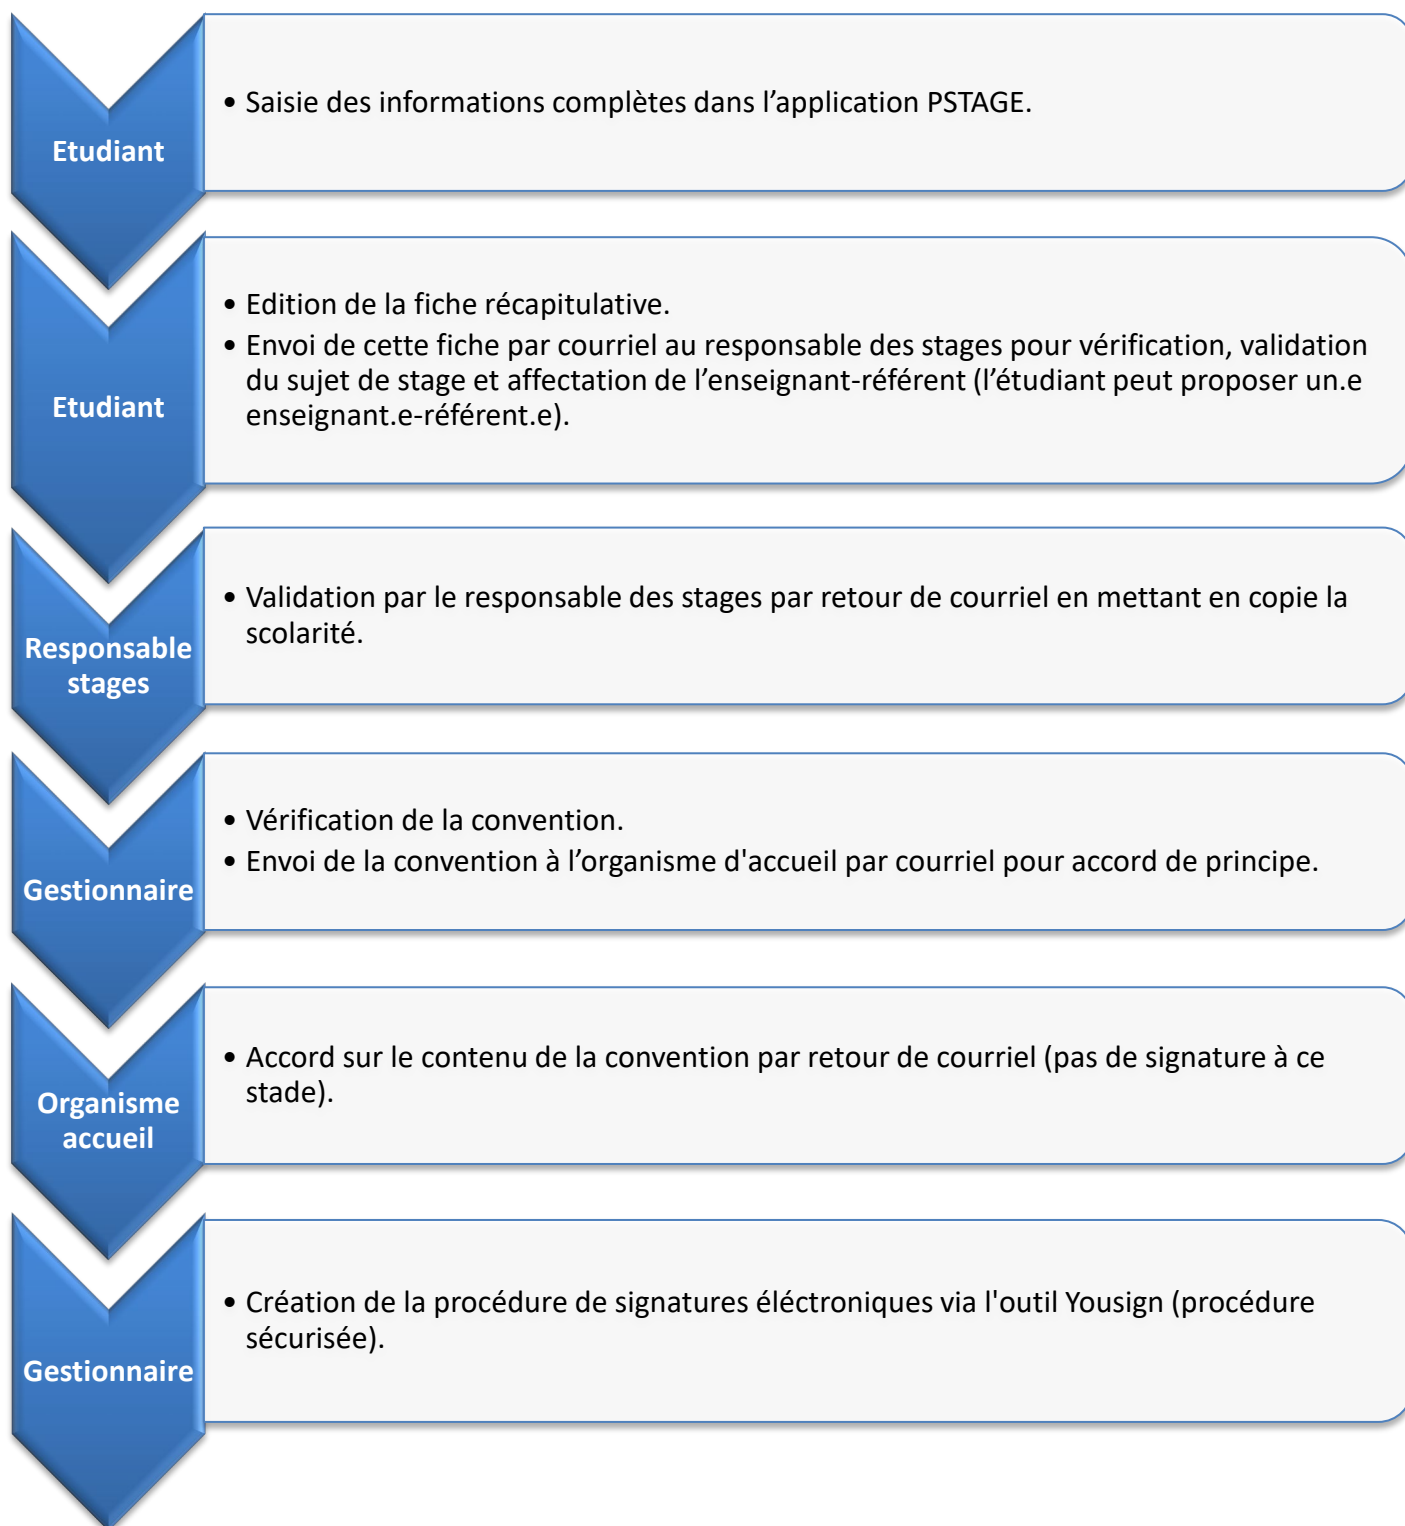 Etudiant
• Saisie des informations complètes dans l’application PSTAGE.
Etudiant
• Edition de la fiche récapitulative.
• Envoi de cette fiche par courriel au responsable des stages pour vérification, validation
du sujet de stage et affectation de l’enseignant-référent (l’étudiant peut proposer un.e
enseignant.e-référent.e).
Responsable
stages
• Validation par le responsable des stages par retour de courriel en mettant en copie la
scolarité.
Gestionnaire
• Vérification de la convention.
• Envoi de la convention à l’organisme d'accueil par courriel pour accord de principe.
Organisme
accueil
• Accord sur le contenu de la convention par retour de courriel (pas de signature à ce
stade).
Gestionnaire
• Création de la procédure de signatures éléctroniques via l'outil Yousign (procédure
sécurisée).